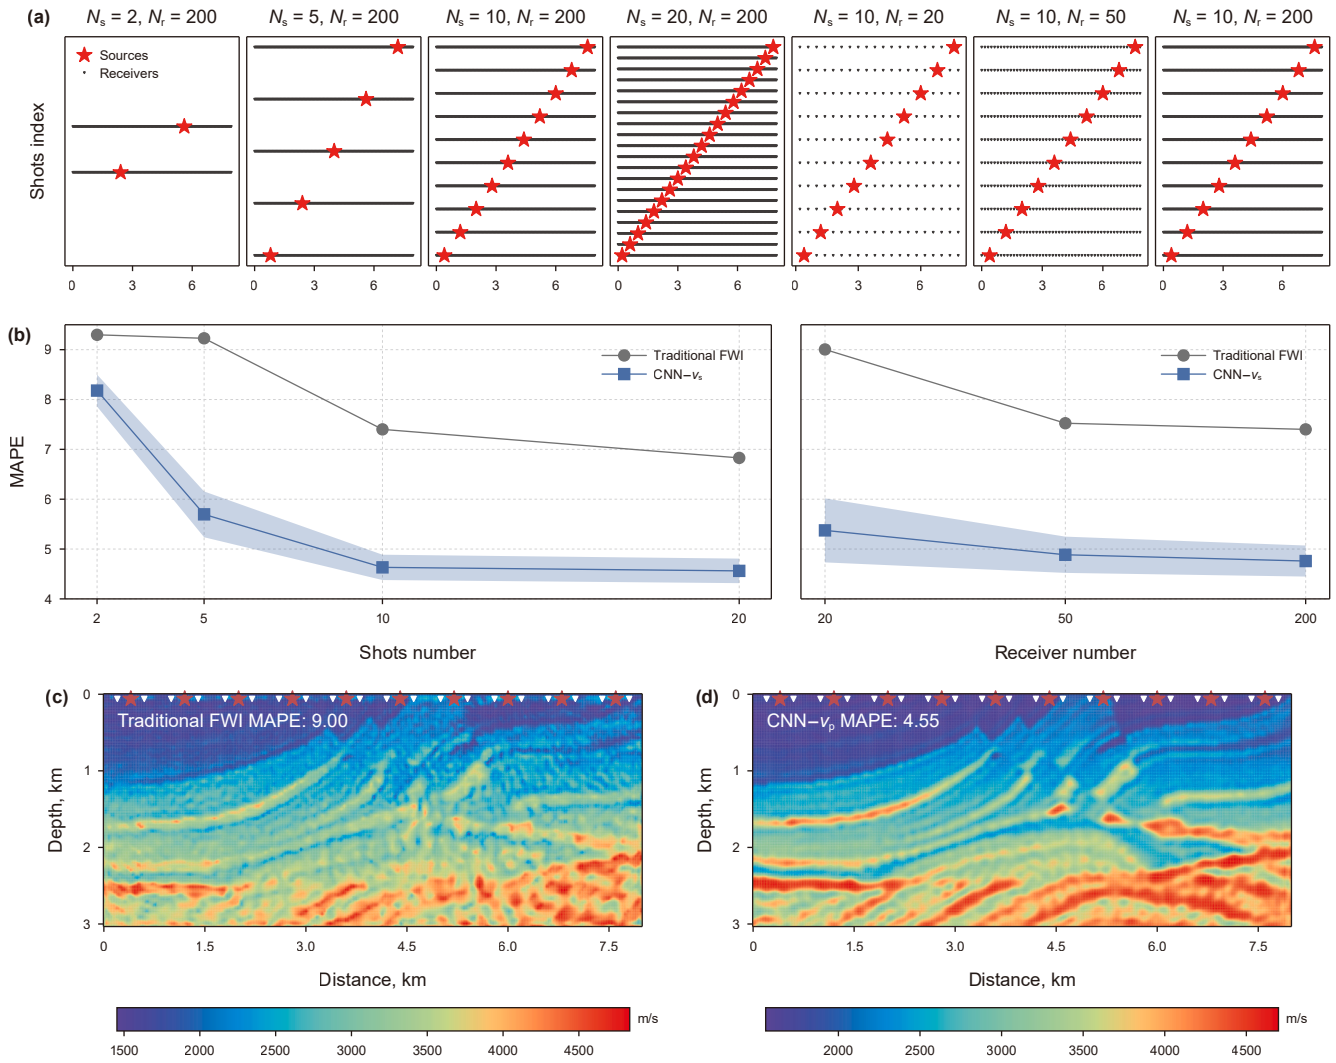 (a)
Ns = 2, Nr = 200
Ns = 5, Nr = 200
Ns = 10, Nr = 200
Ns = 20, Nr = 200
Ns = 10, Nr = 20
Ns = 10, Nr = 50
Ns = 10, Nr = 200
Sources
Receivers
Shots index
0 3 6
0 3 6
0 3 6
0 3 6
0 3 6
0 3 6
0 3 6
(b)
MAPE
9
8
7
6
5
4
Traditional FWI
CNN–vs
2 5 10 20
Shots number
Traditional FWI
CNN–vs
20 50 200
Receiver number
(c)
Traditional FWI MAPE: 9.00
Depth, km
0
1
2
3
0 1.5 3.0 4.5 6.0 7.5
Distance, km
m/s
1500 2000 2500 3000 3500 4000 4500
(d)
CNN–vp MAPE: 4.55
Depth, km
0
1
2
3
0 1.5 3.0 4.5 6.0 7.5
Distance, km
m/s
2000 2500 3000 3500 4000 4500